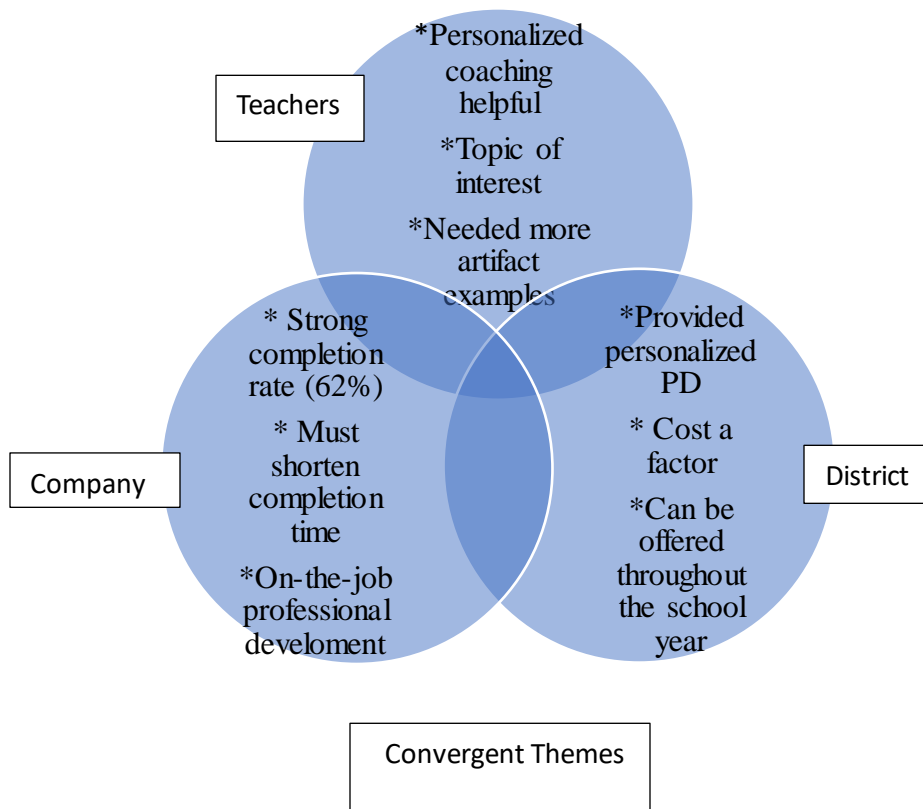 *Personalized
coaching
helpful
*Topic of
interest
*Needed more
artifact
examples
Teachers
* Strong
completion
rate (62%)
* Must
shorten
completion
time
*On-the-job
professional
develoment
Company
*Provided
personalized
PD
* Cost a
factor
*Can be
offered
throughout
the school
year
District
Convergent Themes